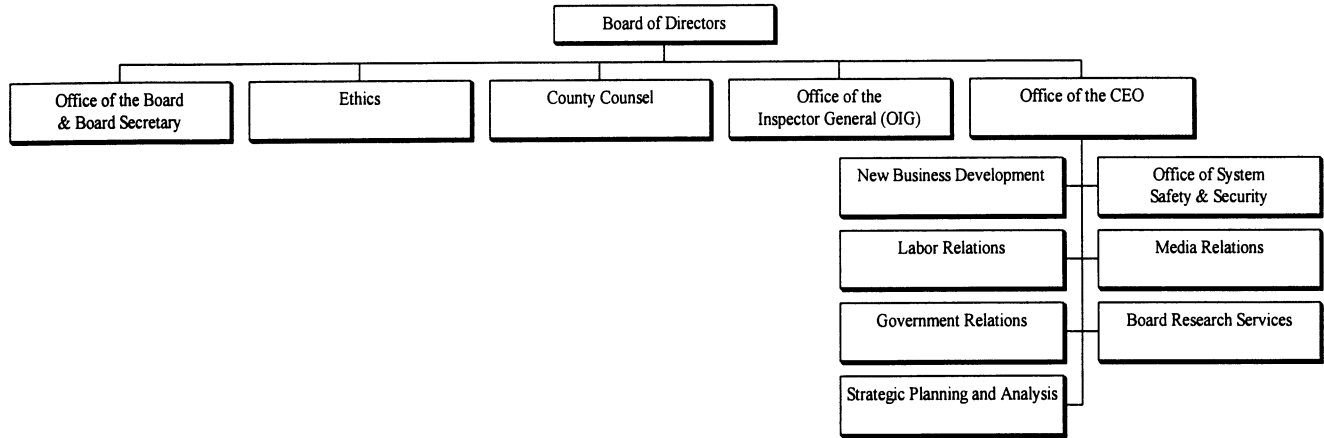 Board of Directors
Office of the Board
& Board Secretary
Ethics
County Counsel
Office of the
Inspector General (OIG)
Office of the CEO
New Business Development
Office of System
Safety & Security
Labor Relations
Media Relations
Government Relations
Board Research Services
Strategic Planning and Analysis